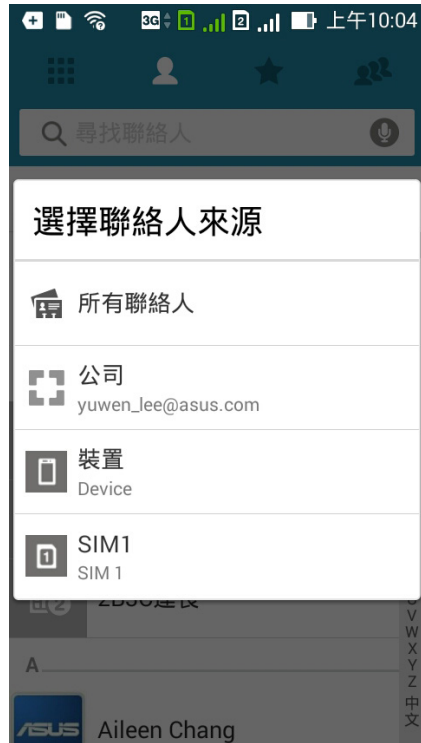 3G 1 2 上午10:04
尋找聯絡人
選擇聯絡人來源
所有聯絡人
公司
yuwen_lee@asus.com
裝置
Device
1
SIM1
SIM 1
V
W
X
Y
Z
中
文
A
ASUS
Aileen Chang